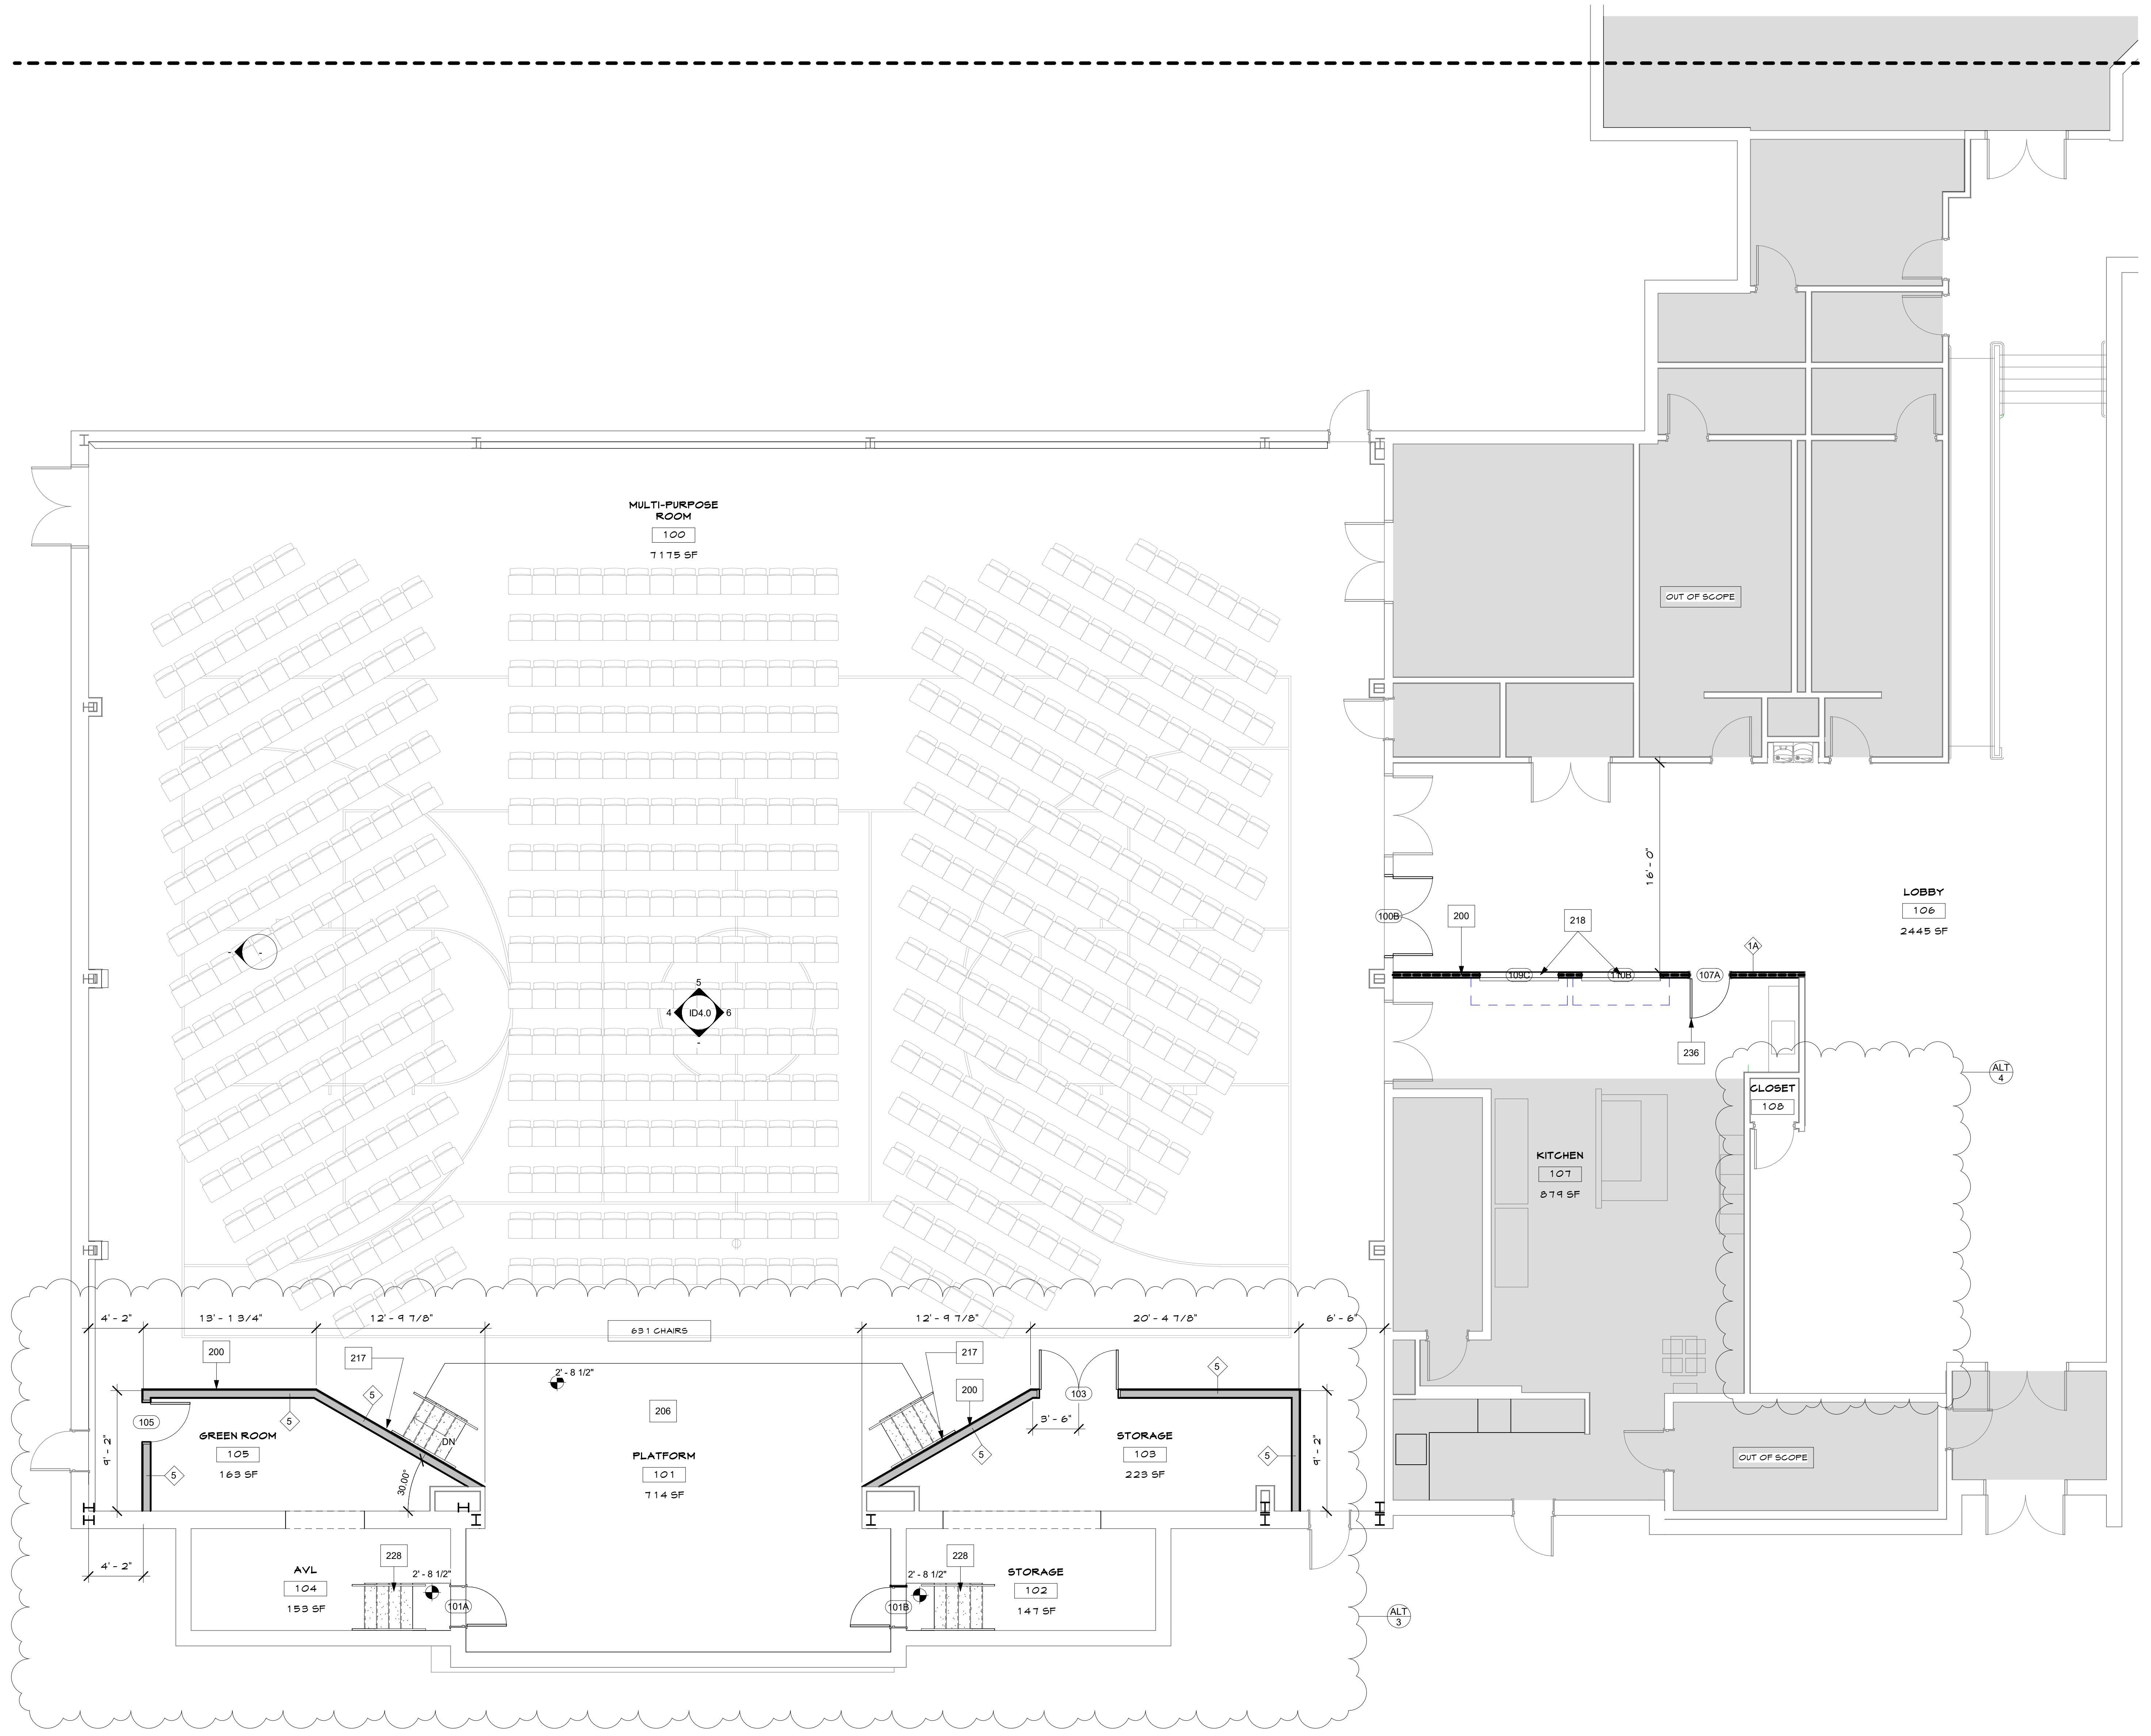 MULTI-PURPOSE
ROOM
100
7175 SF
OUT OF SCOPE
16' - 0"
LOBBY
106
2445 SF
100B
200
218
1A
109C
110B
107A
236
5
4
ID4.0
6
-
-
-
ALT
4
CLOSET
108
KITCHEN
107
879 SF
4' - 2"
13' - 1 3/4"
12' - 9 7/8"
631 CHAIRS
12' - 9 7/8"
20' - 4 7/8"
6' - 6"
200
217
2' - 8 1/2"
217
200
5
103
3' - 6"
5
5
105
5
206
DN
GREEN ROOM
105
163 SF
9' - 2"
5
30.00°
PLATFORM
101
714 SF
5
STORAGE
103
223 SF
5
9' - 2"
OUT OF SCOPE
4' - 2"
AVL
104
153 SF
228
2' - 8 1/2"
101A
2' - 8 1/2"
101B
228
STORAGE
102
147 SF
ALT
3